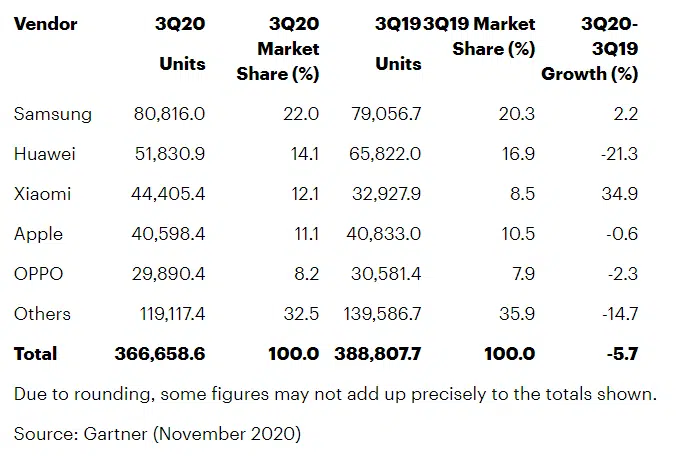 Vendor 3Q20 Units 3Q20 Market Share (%) 3Q19 Units 3Q19 Market Share (%) 3Q20-3Q19 Growth (%)
Samsung 80,816.0 22.0 79,056.7 20.3 2.2
Huawei 51,830.9 14.1 65,822.0 16.9 -21.3
Xiaomi 44,405.4 12.1 32,927.9 8.5 34.9
Apple 40,598.4 11.1 40,833.0 10.5 -0.6
OPPO 29,890.4 8.2 30,581.4 7.9 -2.3
Others 119,117.4 32.5 139,586.7 35.9 -14.7
Total 366,658.6 100.0 388,807.7 100.0 -5.7
Due to rounding, some figures may not add up precisely to the totals shown.
Source: Gartner (November 2020)